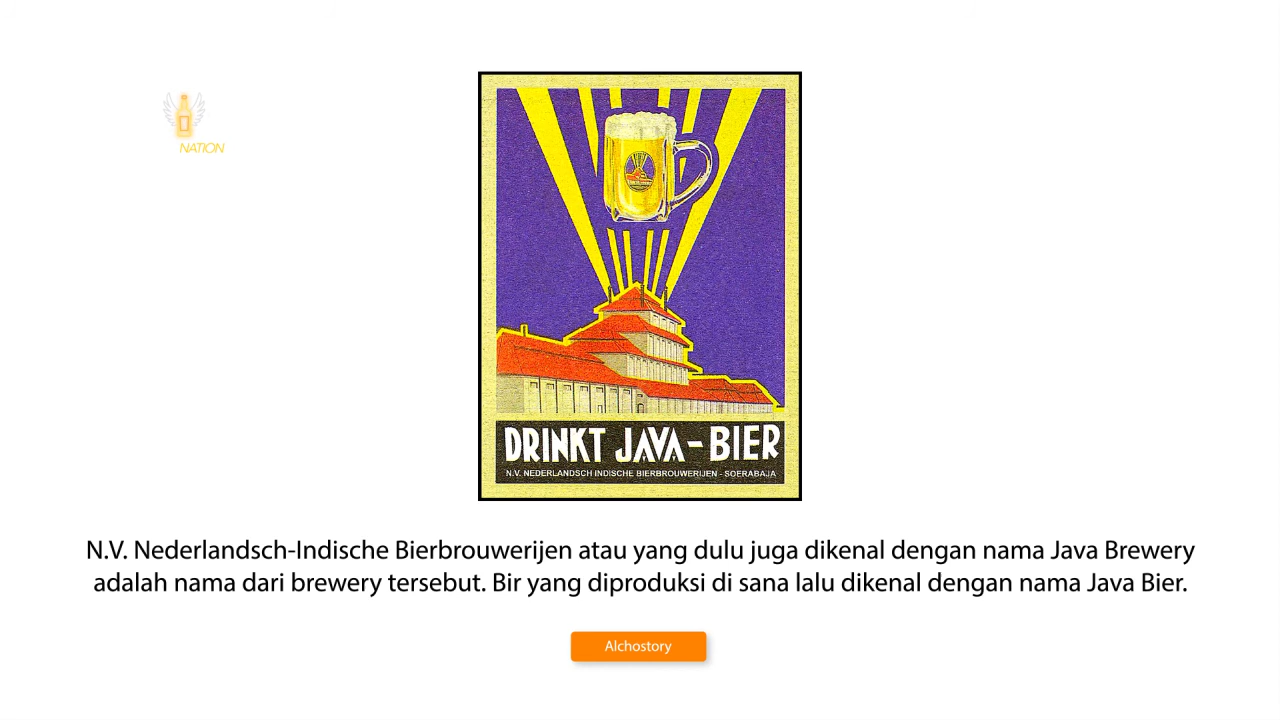 NATION
DRINKT JAVA-BIER
N.V. NEDERLANDSCH INDISCHE BIERBROUWERIJEN - SOERABAJA
N.V. Nederlandsch-Indische Bierbrouwerijen atau yang dulu juga dikenal dengan nama Java Brewery
adalah nama dari brewery tersebut. Bir yang diproduksi di sana lalu dikenal dengan nama Java Bier.
Alchostory